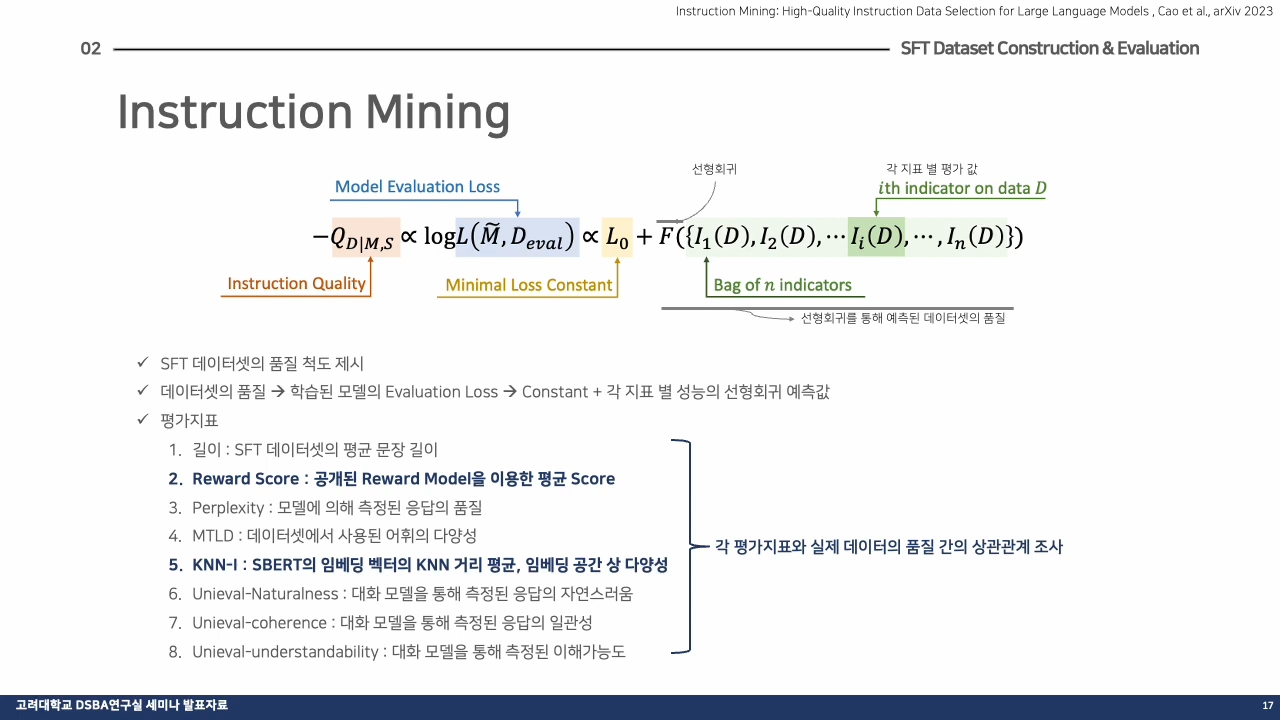 Instruction Mining: High-Quality Instruction Data Selection for Large Language Models , Cao et al., arXiv 2023
02
SFT Dataset Construction & Evaluation
Instruction Mining
선형회귀
각 지표 별 평가 값
Model Evaluation Loss
ith indicator on data D
−Q_{D|M,S} ∝ logL(M̃, D_{eval}) ∝ L_0 + F({I_1(D), I_2(D), ⋯ I_i(D), ⋯ , I_n(D)})
Instruction Quality
Minimal Loss Constant
Bag of n indicators
선형회귀를 통해 예측된 데이터셋의 품질
✓ SFT 데이터셋의 품질 척도 제시
✓ 데이터셋의 품질 → 학습된 모델의 Evaluation Loss → Constant + 각 지표 별 성능의 선형회귀 예측값
✓ 평가지표
1. 길이 : SFT 데이터셋의 평균 문장 길이
2. Reward Score : 공개된 Reward Model을 이용한 평균 Score
3. Perplexity : 모델에 의해 측정된 응답의 품질
4. MTLD : 데이터셋에서 사용된 어휘의 다양성
5. KNN-I : SBERT의 임베딩 벡터의 KNN 거리 평균, 임베딩 공간 상 다양성
6. Unieval-Naturalness : 대화 모델을 통해 측정된 응답의 자연스러움
7. Unieval-coherence : 대화 모델을 통해 측정된 응답의 일관성
8. Unieval-understandability : 대화 모델을 통해 측정된 이해가능도
각 평가지표와 실제 데이터의 품질 간의 상관관계 조사
고려대학교 DSBA연구실 세미나 발표자료
17